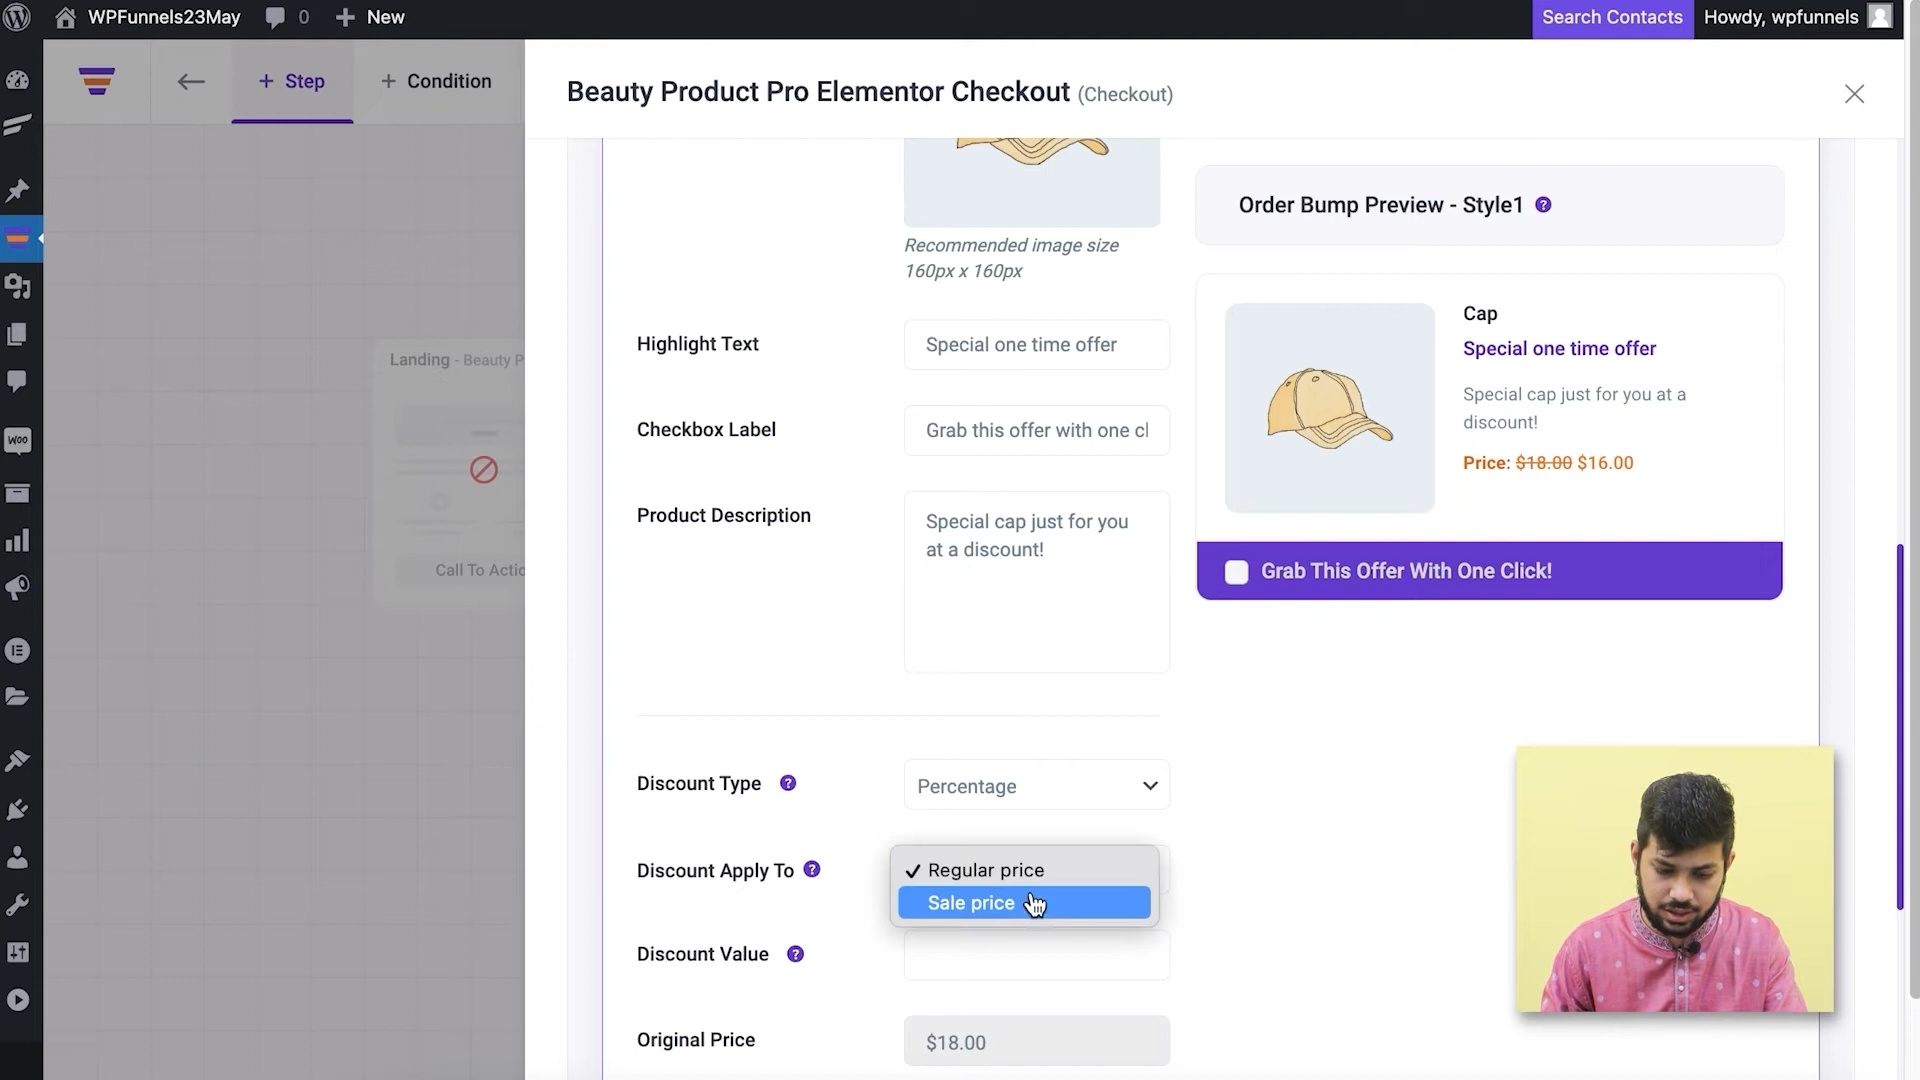 WPFunnels23May
0
New
Search Contacts
Howdy, wpfunnels
+ Step
+ Condition
Beauty Product Pro Elementor Checkout (Checkout)
Recommended image size
160px x 160px
Order Bump Preview - Style1 ?
Highlight Text
Special one time offer
Checkbox Label
Grab this offer with one cl
Product Description
Special cap just for you
at a discount!
Cap
Special one time offer
Special cap just for you at a
discount!
Price: $18.00 $16.00
Grab This Offer With One Click!
Landing - Beauty P
Call To Actio
Woo
Discount Type ?
Percentage
Discount Apply To ?
Regular price
Sale price
Discount Value ?
Original Price
$18.00